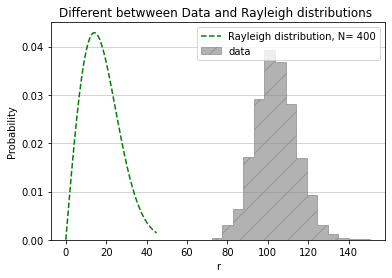 Different betwween Data and Rayleigh distributions
Rayleigh distribution, N= 400
data
Probability
0.04
0.03
0.02
0.01
0.00
0 20 40 60 80 100 120 140
r